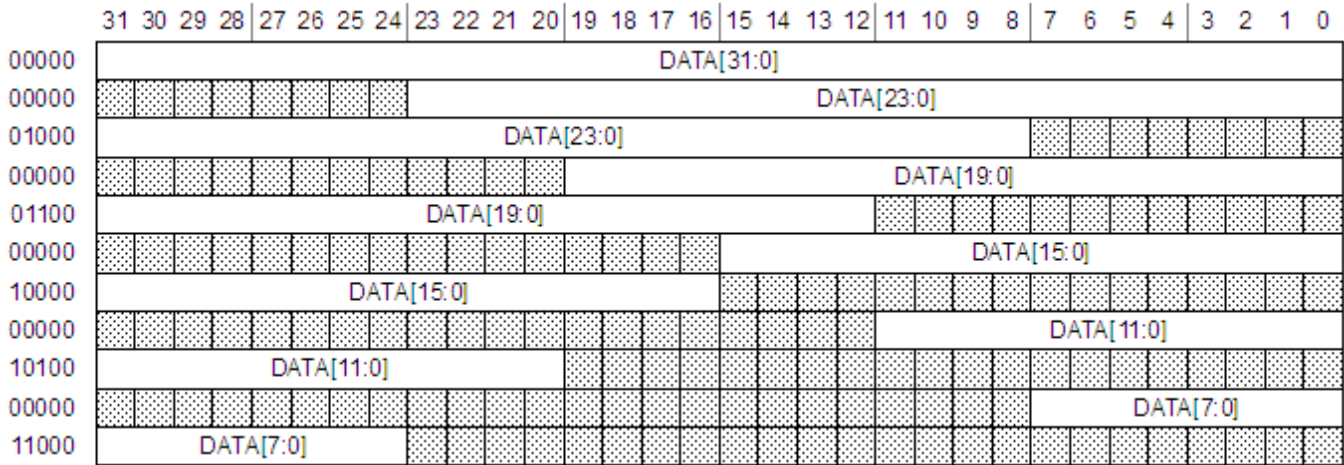 31 30 29 28 27 26 25 24 23 22 21 20 19 18 17 16 15 14 13 12 11 10 9 8 7 6 5 4 3 2 1 0
00000 DATA[31:0]
00000 DATA[23:0]
01000 DATA[23:0]
00000 DATA[19:0]
01100 DATA[19:0]
00000 DATA[15:0]
10000 DATA[15:0]
00000 DATA[11:0]
10100 DATA[11:0]
00000 DATA[7:0]
11000 DATA[7:0]